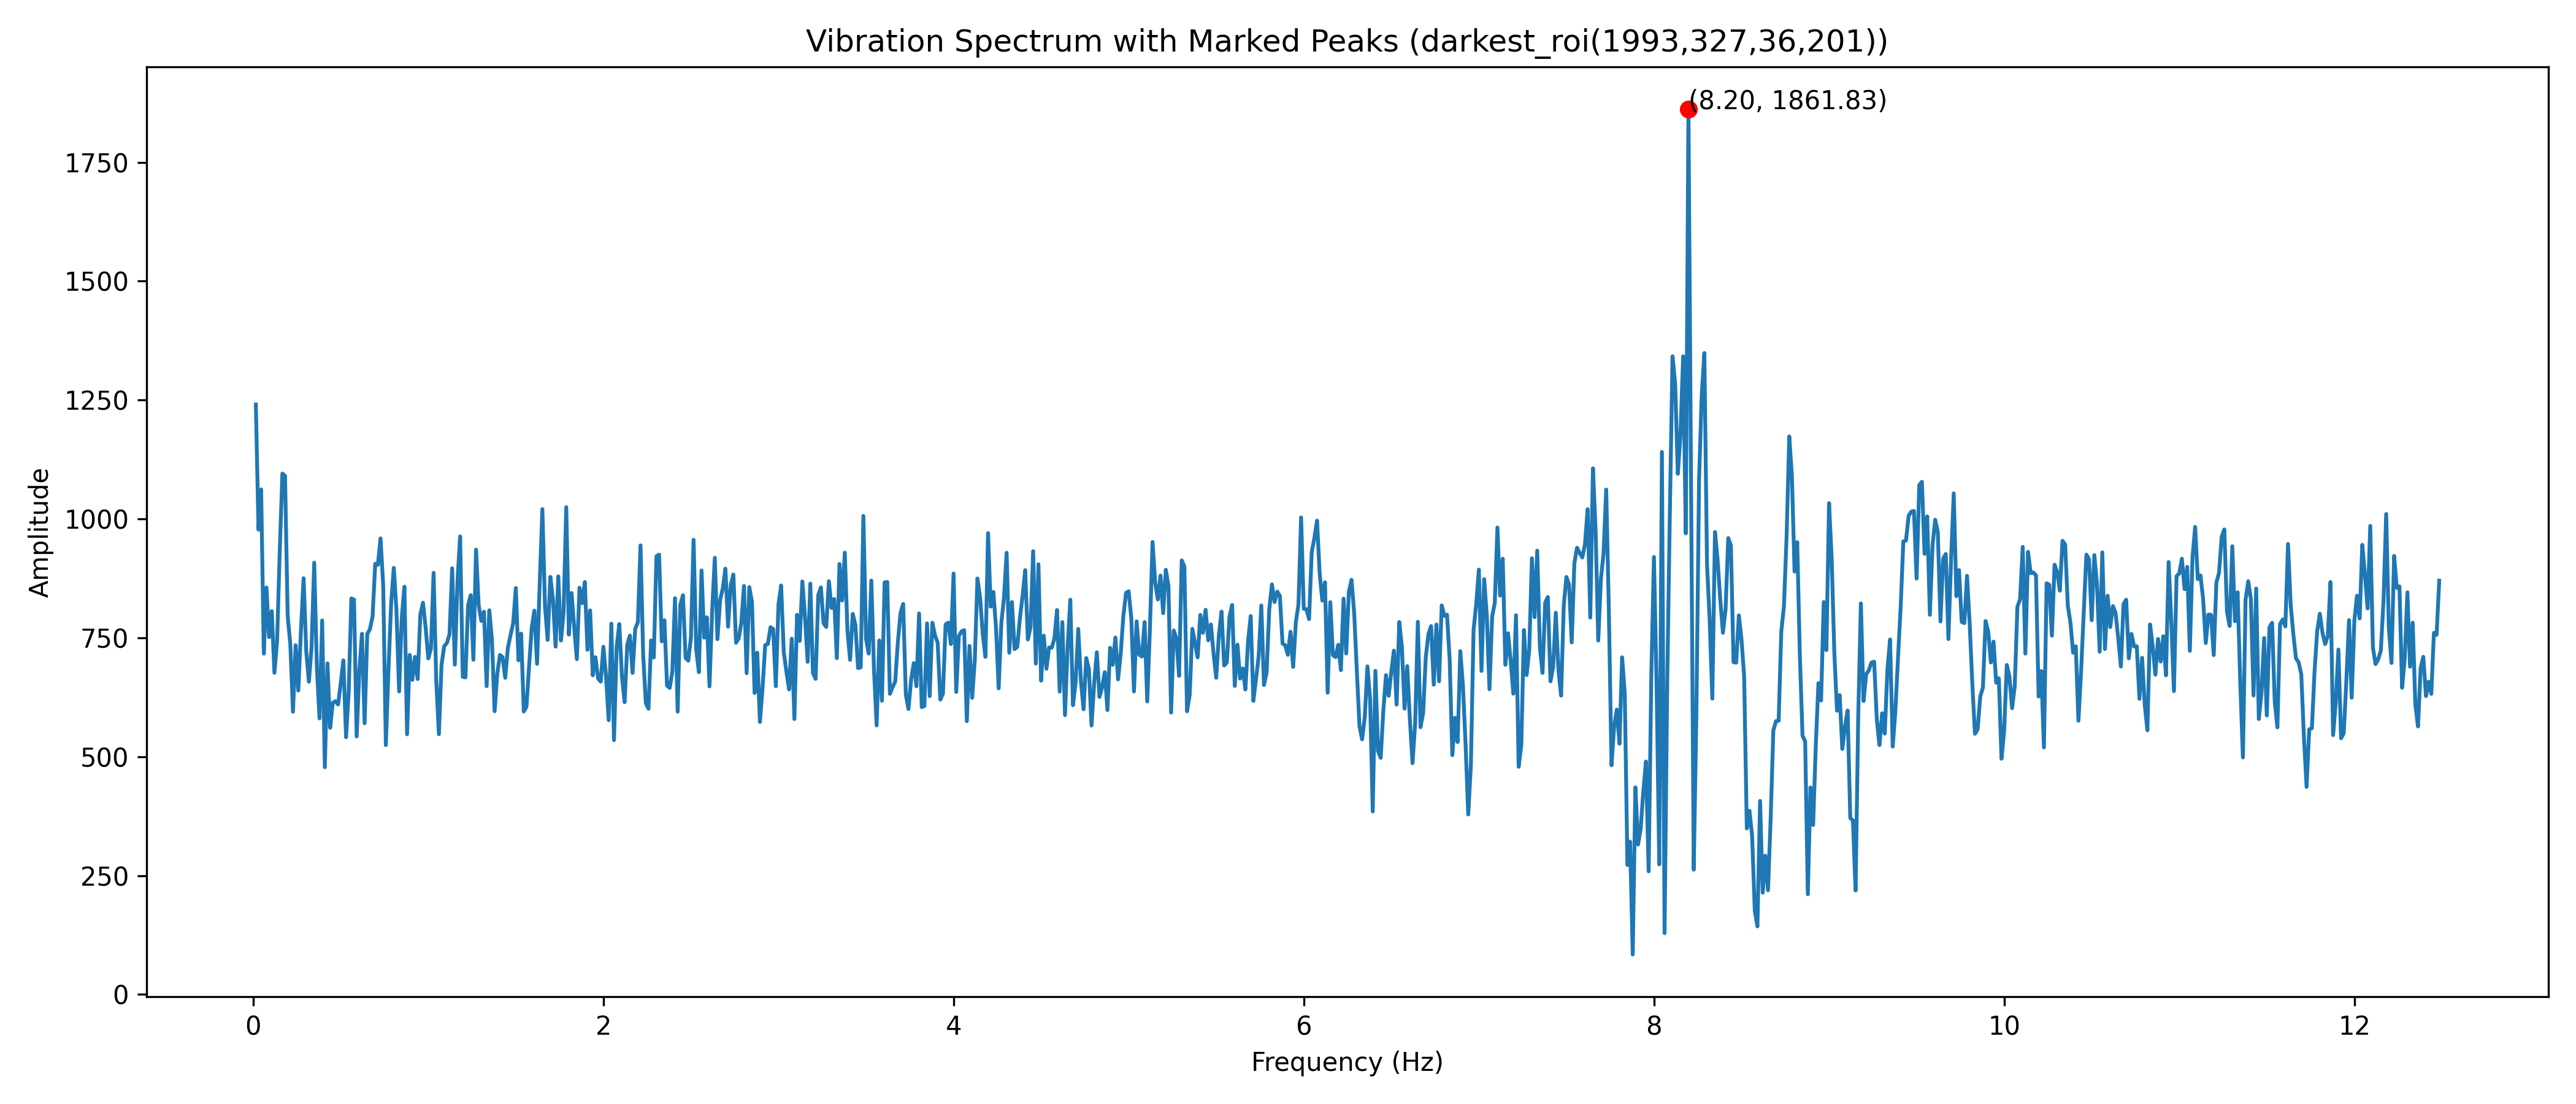 Vibration Spectrum with Marked Peaks (darkest_roi(1993,327,36,201))
(8.20, 1861.83)
1750
1500
1250
1000
750
500
250
0
Amplitude
0 2 4 6 8 10 12
Frequency (Hz)